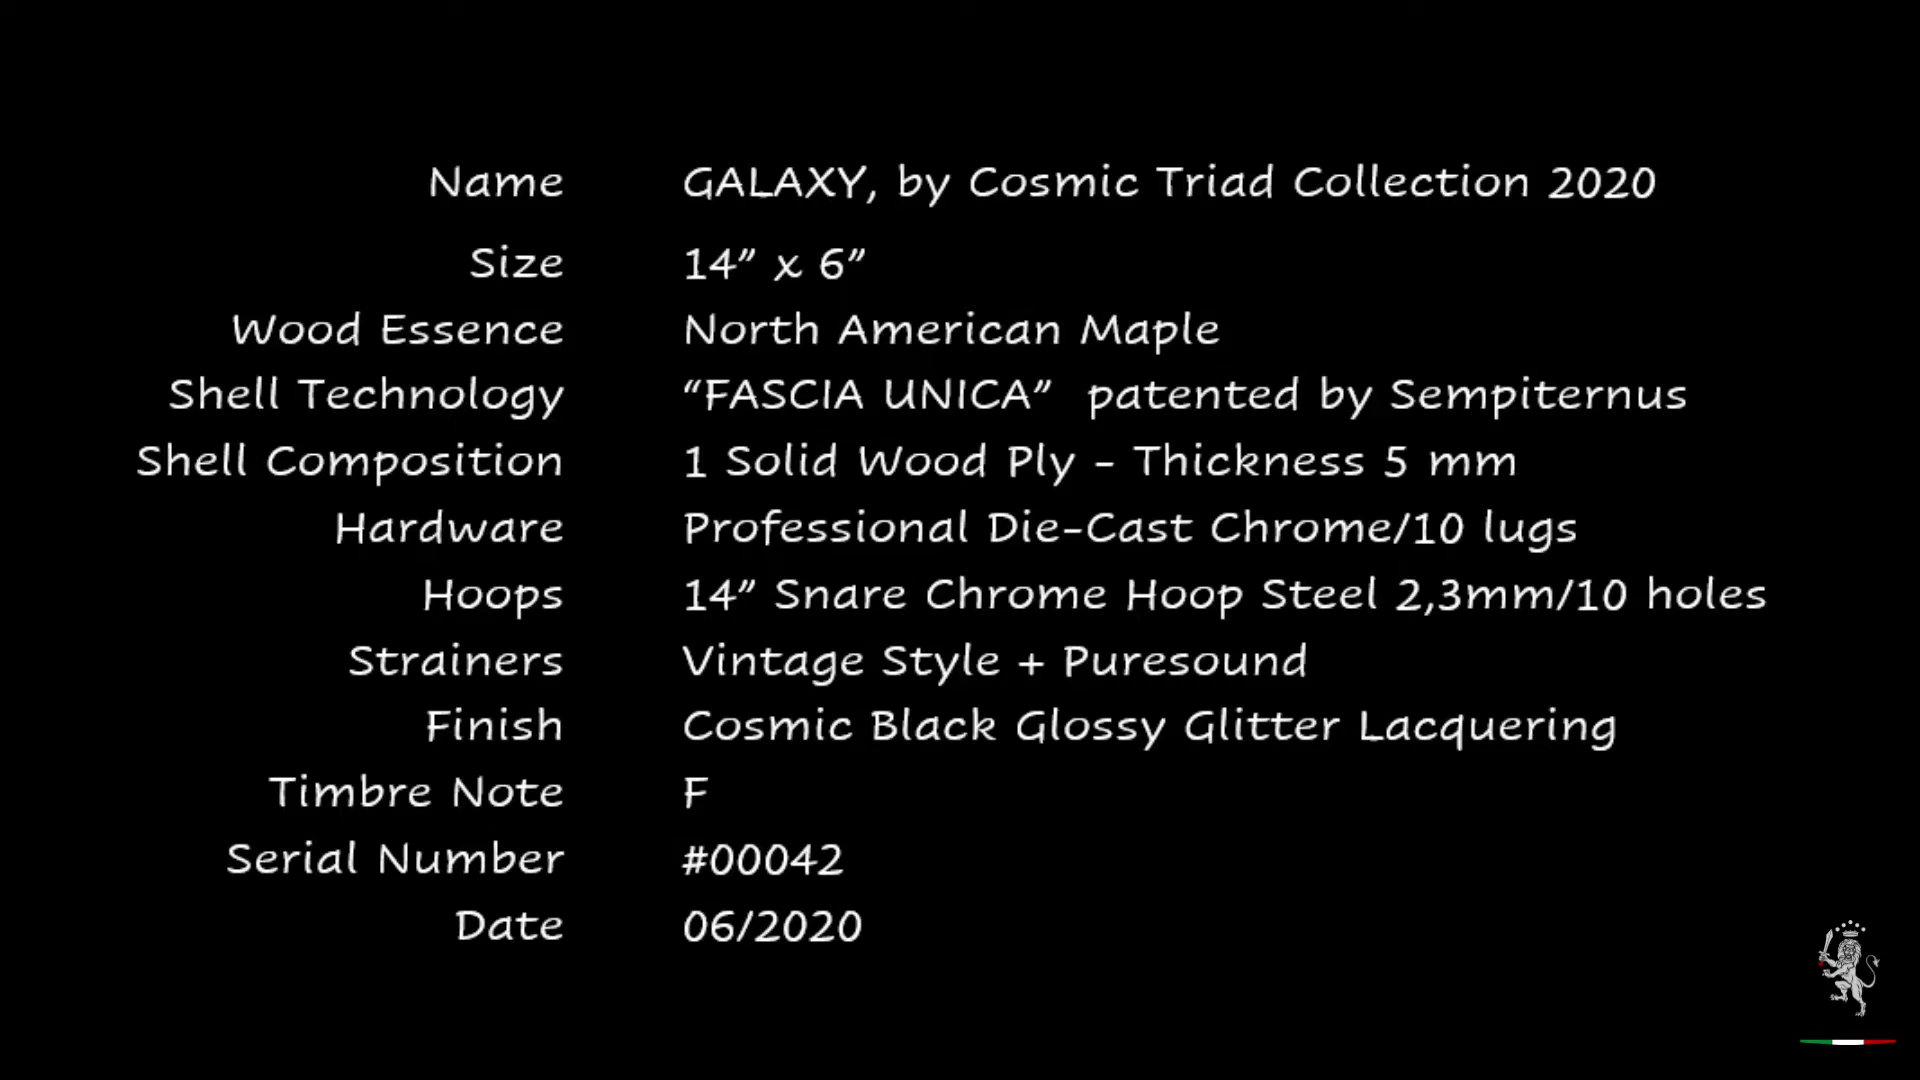 Name GALAXY, by Cosmic Triad Collection 2020
Size 14” x 6”
Wood Essence North American Maple
Shell Technology “FASCIA UNICA” patented by Sempiternus
Shell Composition 1 Solid Wood Ply - Thickness 5 mm
Hardware Professional Die-Cast Chrome/10 lugs
Hoops 14” Snare Chrome Hoop Steel 2,3mm/10 holes
Strainers Vintage Style + Puresound
Finish Cosmic Black Glossy Glitter Lacquering
Timbre Note F
Serial Number #00042
Date 06/2020